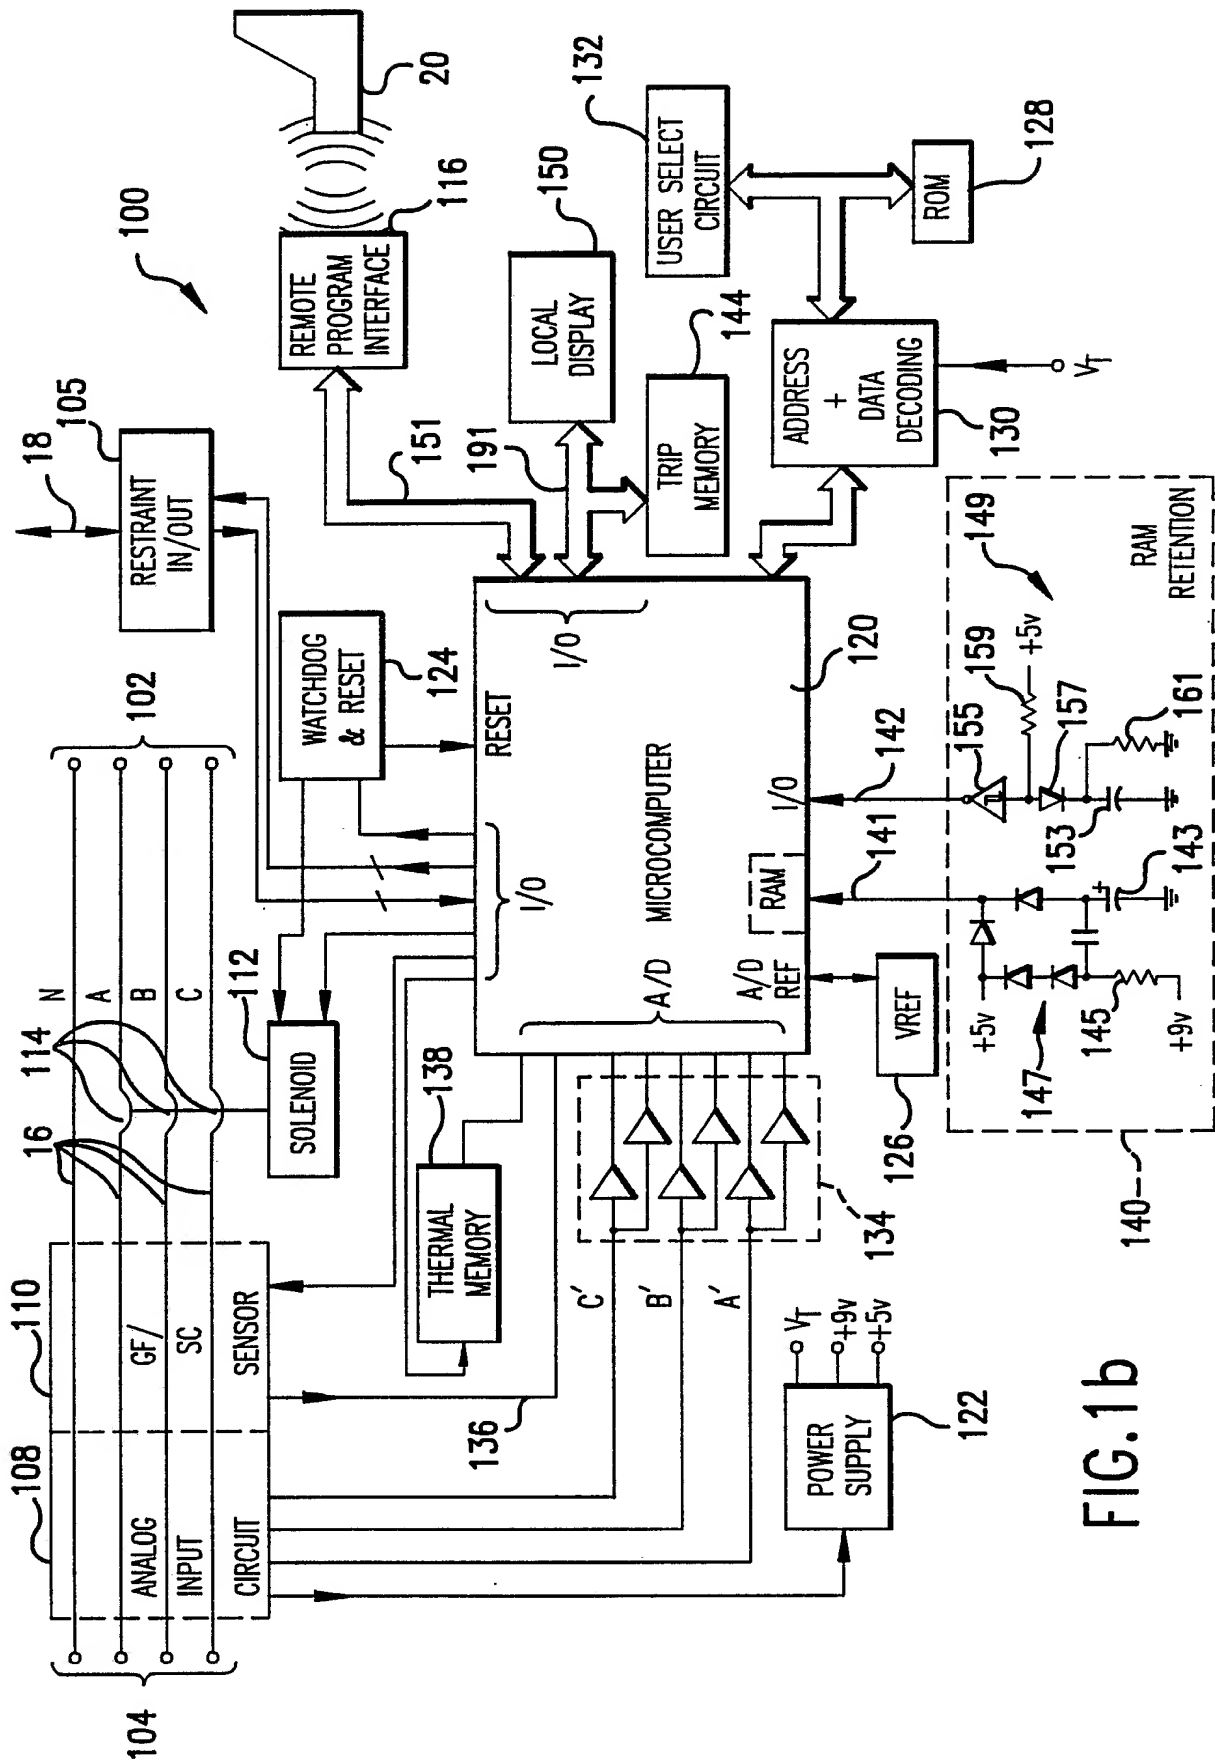 104
102
N
A
B
C
108
110
ANALOG
INPUT
CIRCUIT
GF/
SC
SENSOR
16
114
112
SOLENOID
18
105
RESTRAINT
IN/OUT
100
20
REMOTE
PROGRAM
INTERFACE
116
WATCHDOG
& RESET
124
151
191
LOCAL
DISPLAY
150
TRIP
MEMORY
144
USER SELECT
CIRCUIT
132
ROM
128
ADDRESS
+
DATA
DECODING
130
VT
136
THERMAL
MEMORY
138
I/O
RESET
I/O
MICROCOMPUTER
A/D
A/D
REF
RAM
I/O
120
C'
B'
A'
134
VREF
126
141
142
POWER
SUPPLY
122
VT
+9v
+5v
140
RAM
RETENTION
149
+5v
147
145
+9v
143
153
155
157
159
+5v
161
FIG.1b